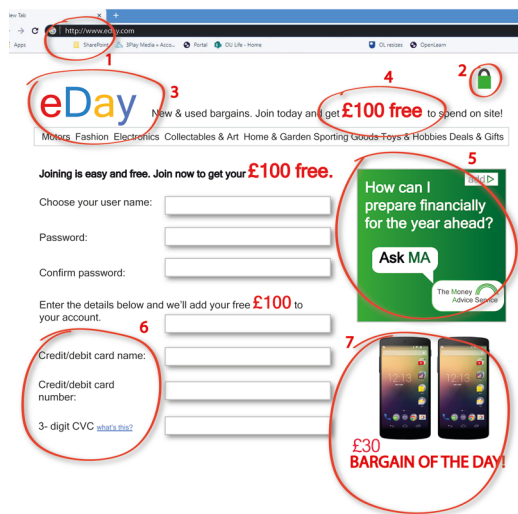 ew Tab
×
+
http://www.eday.com
Apps
SharePoint
3Play Media » Acco...
Portal
OU Life - Home
OL resizes
OpenLearn
1
2
3
4
eDay
New & used bargains. Join today and get £100 free to spend on site!
Motors Fashion Electronics Collectables & Art Home & Garden Sporting Goods Toys & Hobbies Deals & Gifts
5
Joining is easy and free. Join now to get your £100 free.
Choose your user name:
Password:
Confirm password:
add
How can I
prepare financially
for the year ahead?
Ask MA
The Money
Advice Service
Enter the details below and we'll add your free £100 to
your account.
6
Credit/debit card name:
Credit/debit card
number:
3- digit CVC what's this?
7
12:13
12:13
£30
BARGAIN OF THE DAY!